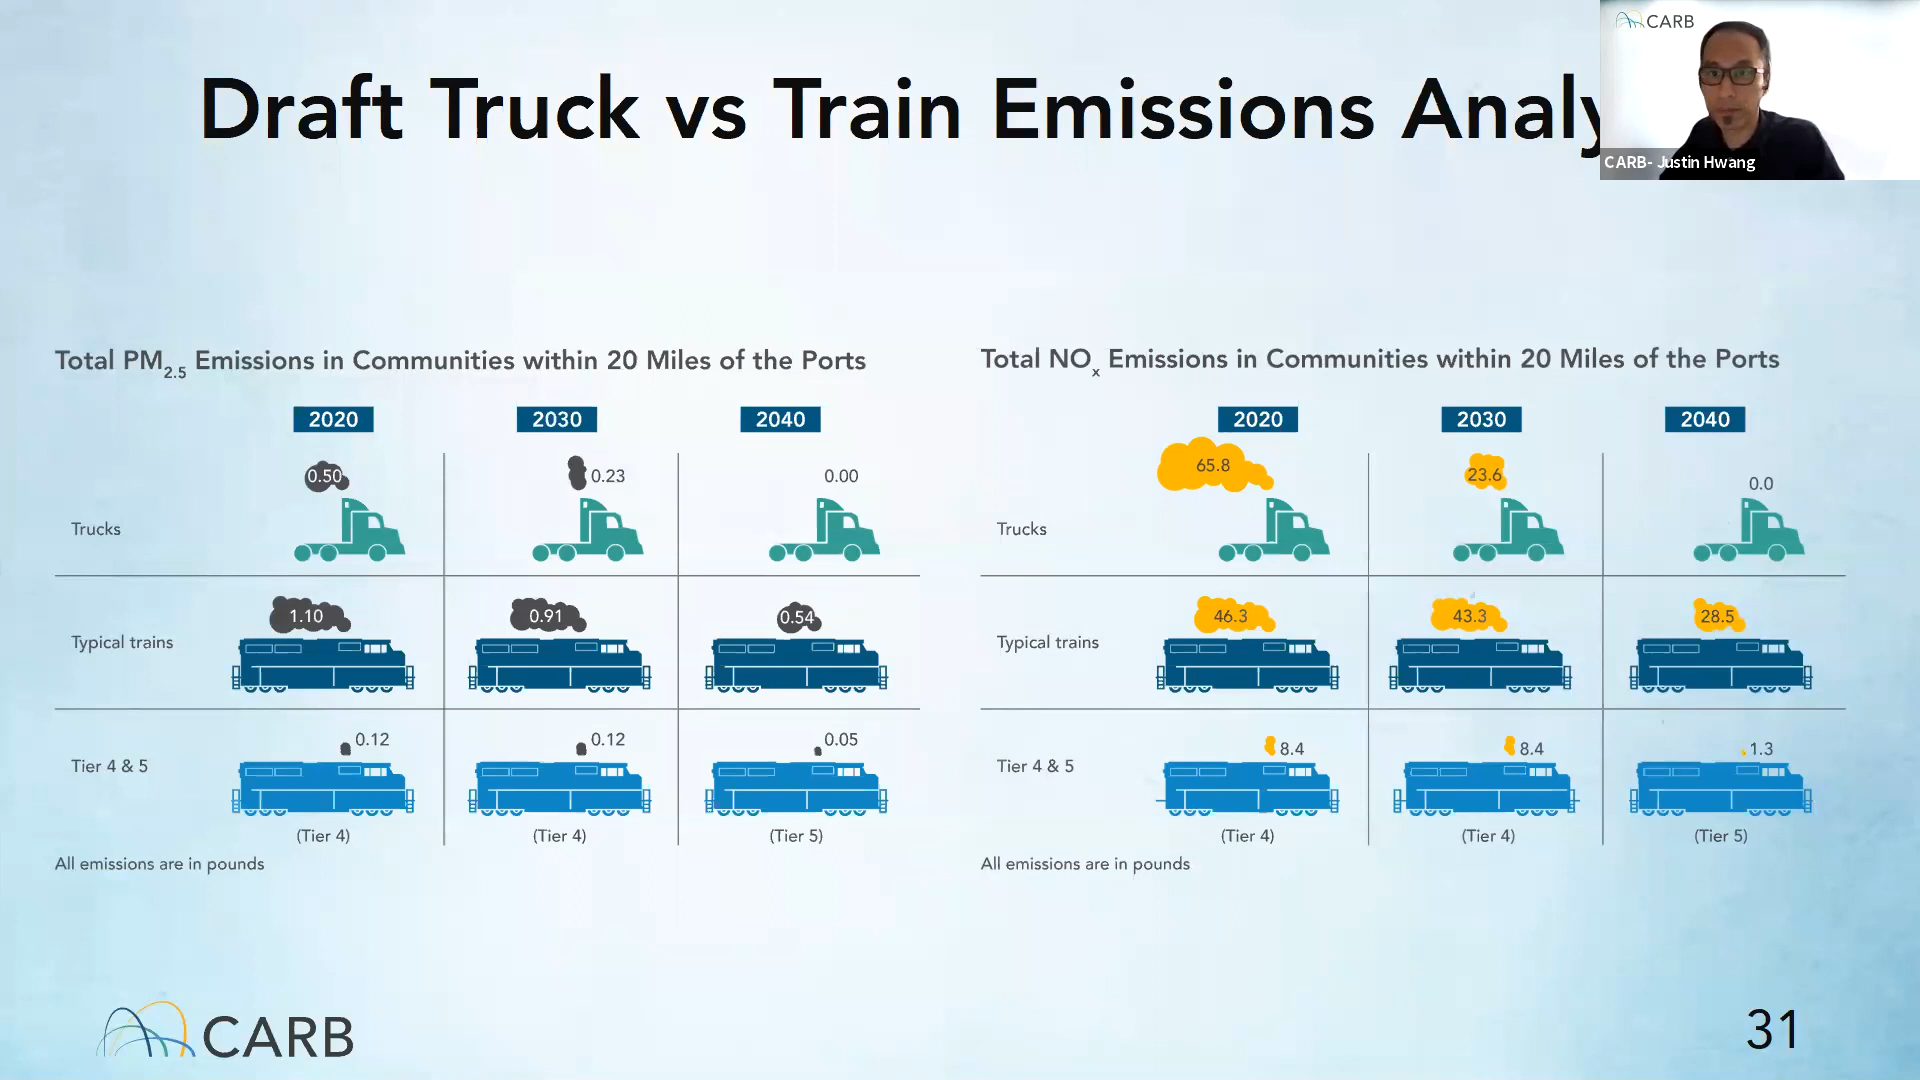 CARB
Draft Truck vs Train Emissions Analy
CARB- Justin Hwang
Total PM2.5 Emissions in Communities within 20 Miles of the Ports
2020 2030 2040
0.50 0.23 0.00
Trucks
1.10 0.91 0.54
Typical trains
0.12 0.12 0.05
Tier 4 & 5
(Tier 4) (Tier 4) (Tier 5)
All emissions are in pounds
Total NOx Emissions in Communities within 20 Miles of the Ports
2020 2030 2040
65.8 23.6 0.0
Trucks
46.3 43.3 28.5
Typical trains
8.4 8.4 1.3
Tier 4 & 5
(Tier 4) (Tier 4) (Tier 5)
All emissions are in pounds
CARB
31